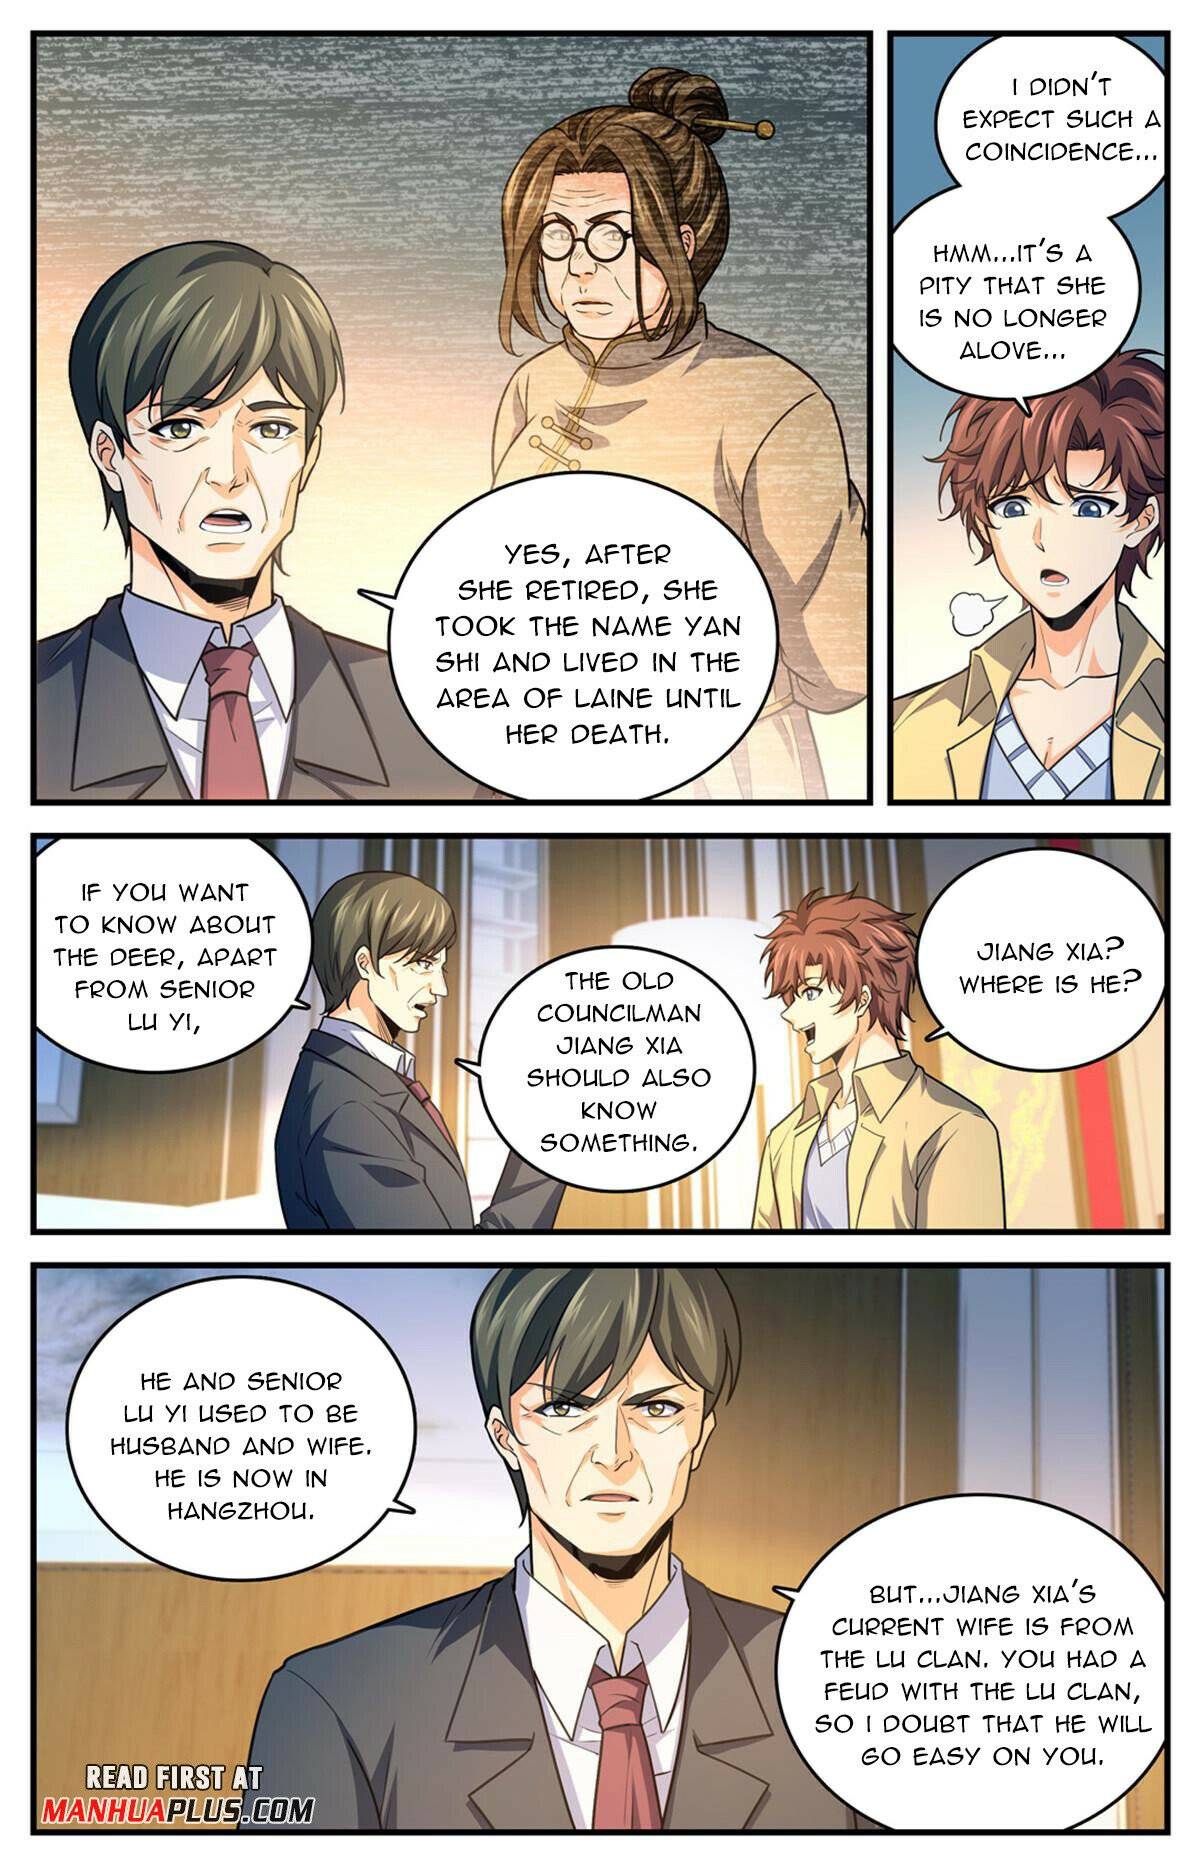 YES, AFTER
SHE RETIRED, SHE
TOOK THE NAME YAN
SHI AND LIVED IN THE
AREA OF LAINE UNTIL
HER DEATH.
I DIDN'T
EXPECT SUCH A
COINCIDENCE...
HMM...IT'S A
PITY THAT SHE
IS NO LONGER
ALOVE...
IF YOU WANT
TO KNOW ABOUT
THE DEER, APART
FROM SENIOR
LU YI,
THE OLD
COUNCILMAN
JIANG XIA
SHOULD ALSO
KNOW
SOMETHING.
JIANG XIA?
WHERE IS HE?
HE AND SENIOR
LU YI USED TO BE
HUSBAND AND WIFE.
HE IS NOW IN
HANGZHOU.
BUT...JIANG XIA'S
CURRENT WIFE IS FROM
THE LU CLAN. YOU HAD A
FEUD WITH THE LU CLAN,
SO I DOUBT THAT HE WILL
GO EASY ON YOU.
READ FIRST AT
MANHUAPLUS.COM